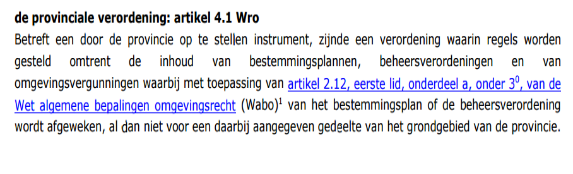 de provinciale verordening: artikel 4.1 Wro
Betreft een door de provincie op te stellen instrument, zijnde een verordening waarin regels worden
gesteld omtrent de inhoud van bestemmingsplannen, beheersverordeningen en van
omgevingsvergunningen waarbij met toepassing van artikel 2.12, eerste lid, onderdeel a, onder 3⁰, van de
Wet algemene bepalingen omgevingsrecht (Wabo)¹ van het bestemmingsplan of de beheersverordening
wordt afgeweken, al dan niet voor een daarbij aangegeven gedeelte van het grondgebied van de provincie.